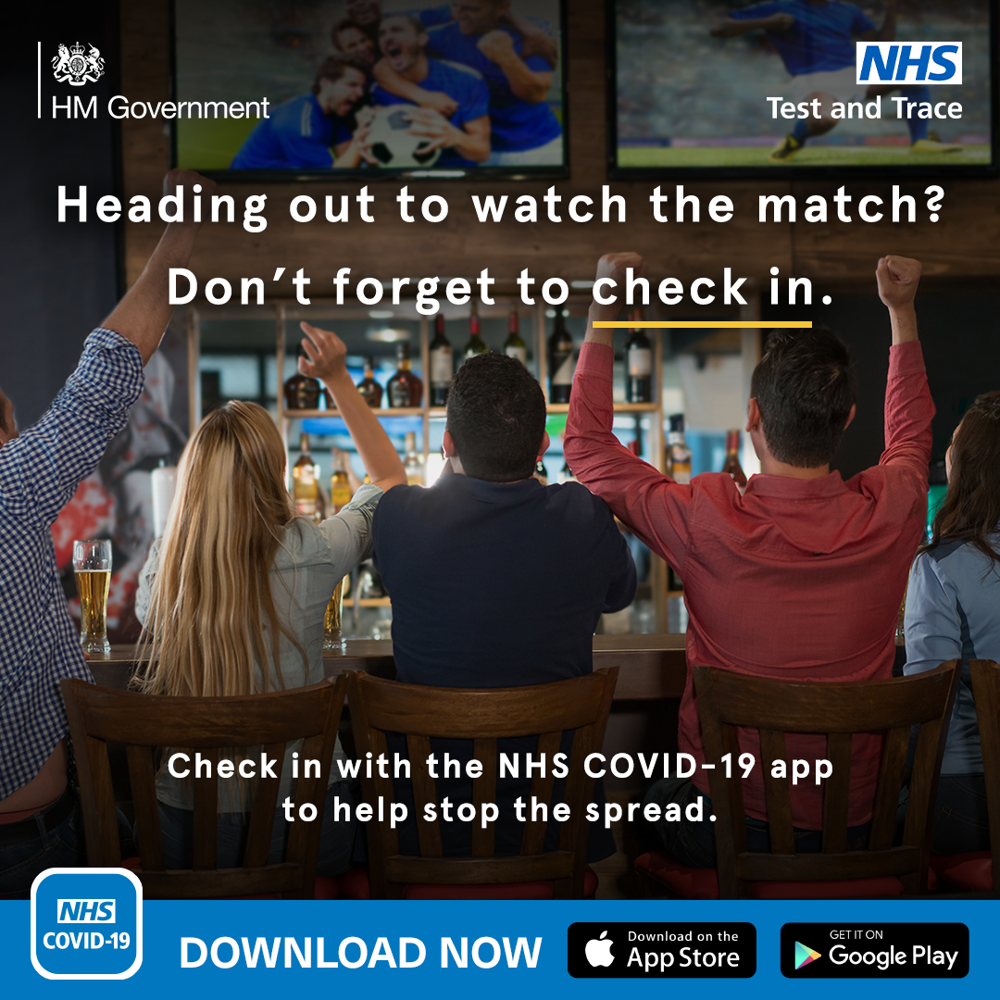 HM Government
NHS
Test and Trace
Heading out to watch the match?
Don't forget to check in.
Check in with the NHS COVID-19 app
to help stop the spread.
NHS
COVID-19
DOWNLOAD NOW
Download on the
App Store
GET IT ON
Google Play